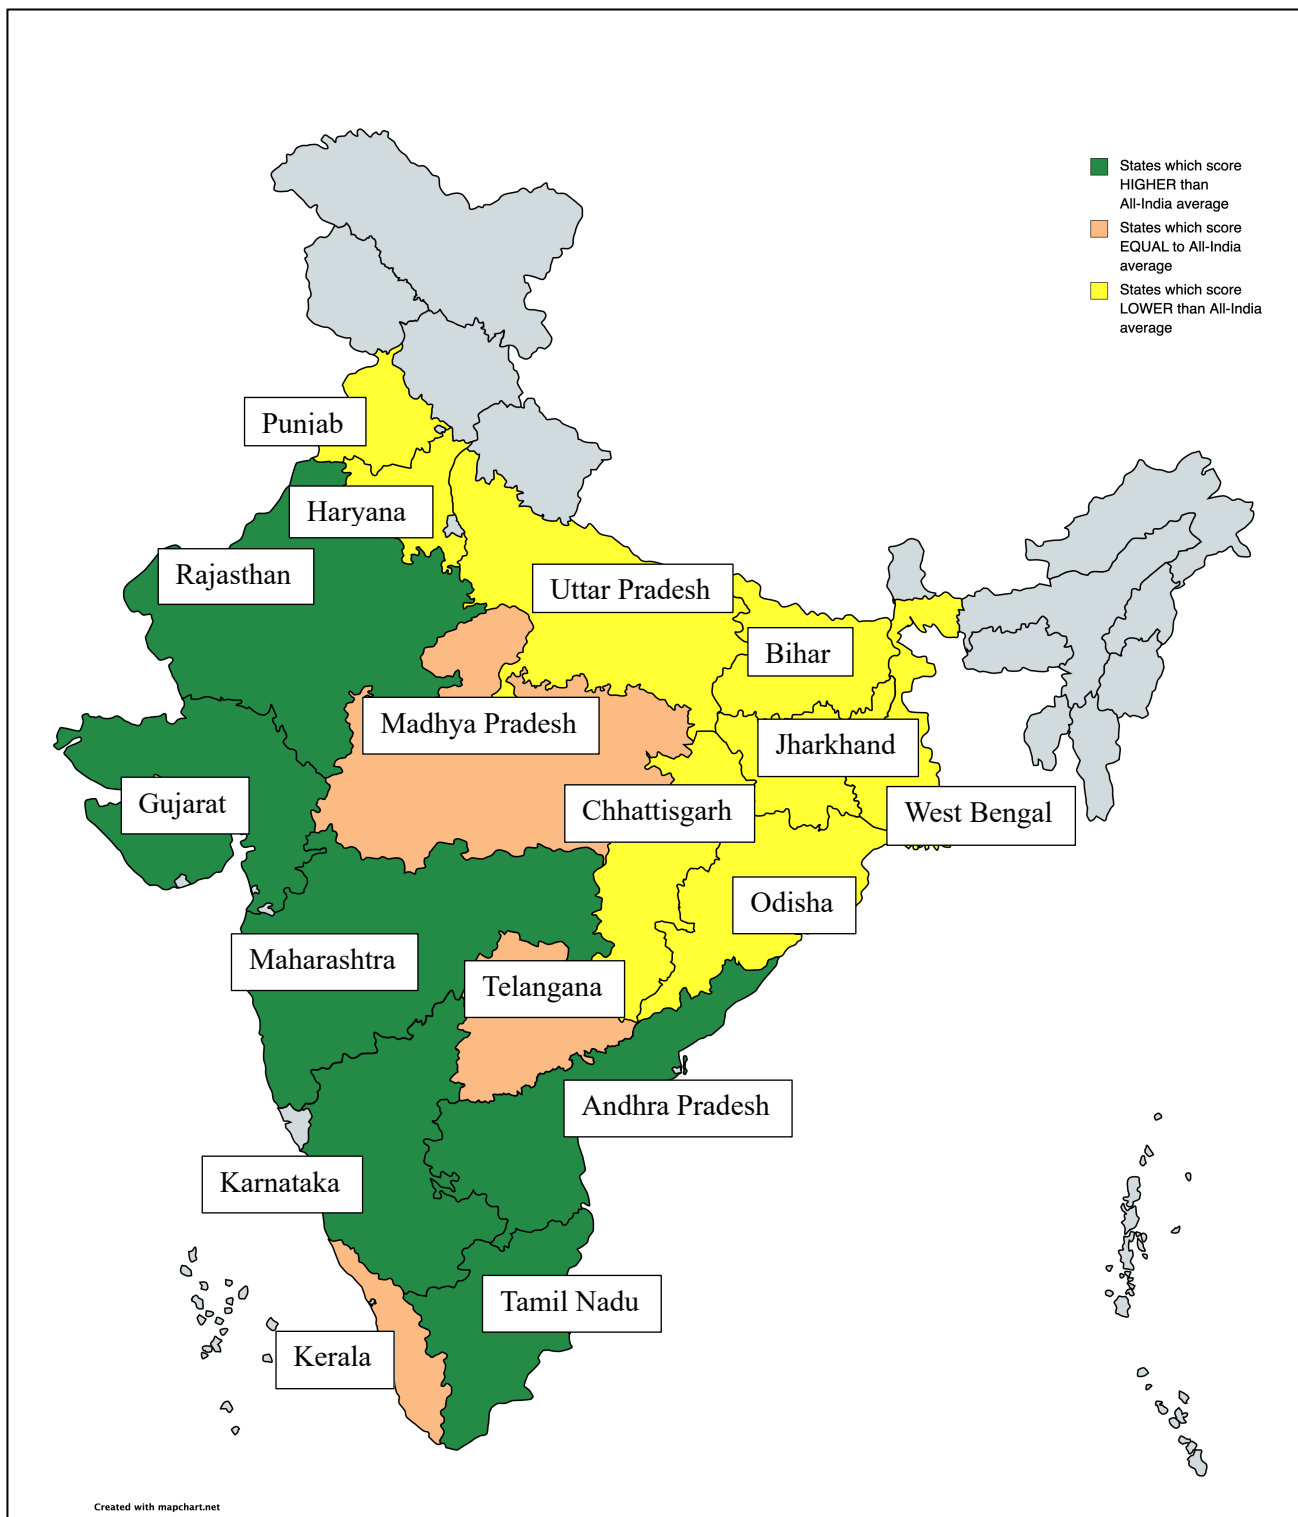 States which score
HIGHER than
All-India average
States which score
EQUAL to All-India
average
States which score
LOWER than All-India
average
Punjab
Haryana
Rajasthan
Uttar Pradesh
Bihar
Madhya Pradesh
Jharkhand
Gujarat
Chhattisgarh
West Bengal
Odisha
Maharashtra
Telangana
Andhra Pradesh
Karnataka
Tamil Nadu
Kerala
Created with mapchart.net